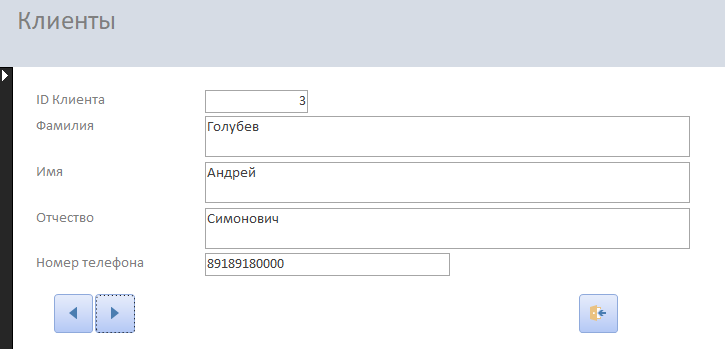 Клиенты
ID Клиента 3
Фамилия Голубев
Имя Андрей
Отчество Симонович
Номер телефона 89189180000